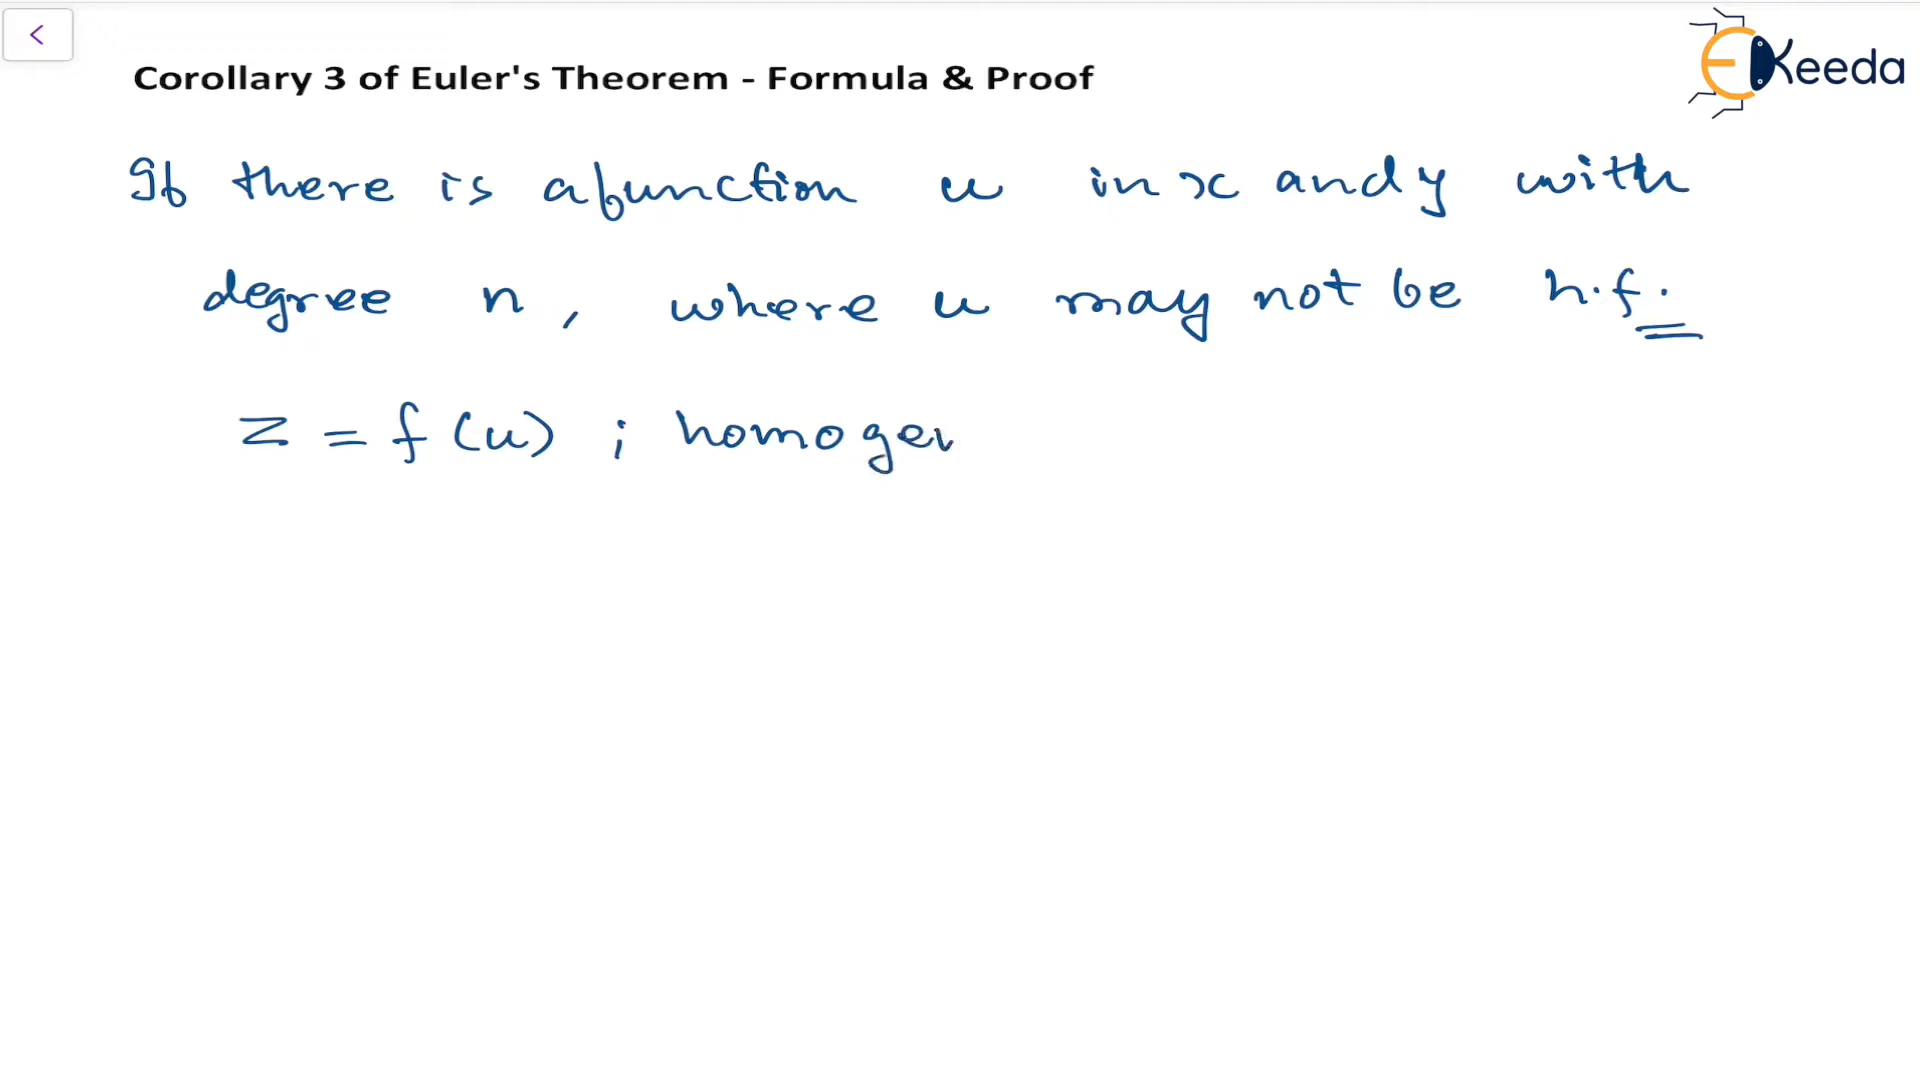 Corollary 3 of Euler's Theorem - Formula & Proof
EKeeda
If there is a function u in x and y with
degree n, where u may not be h.f.
z = f(u) ; homogen